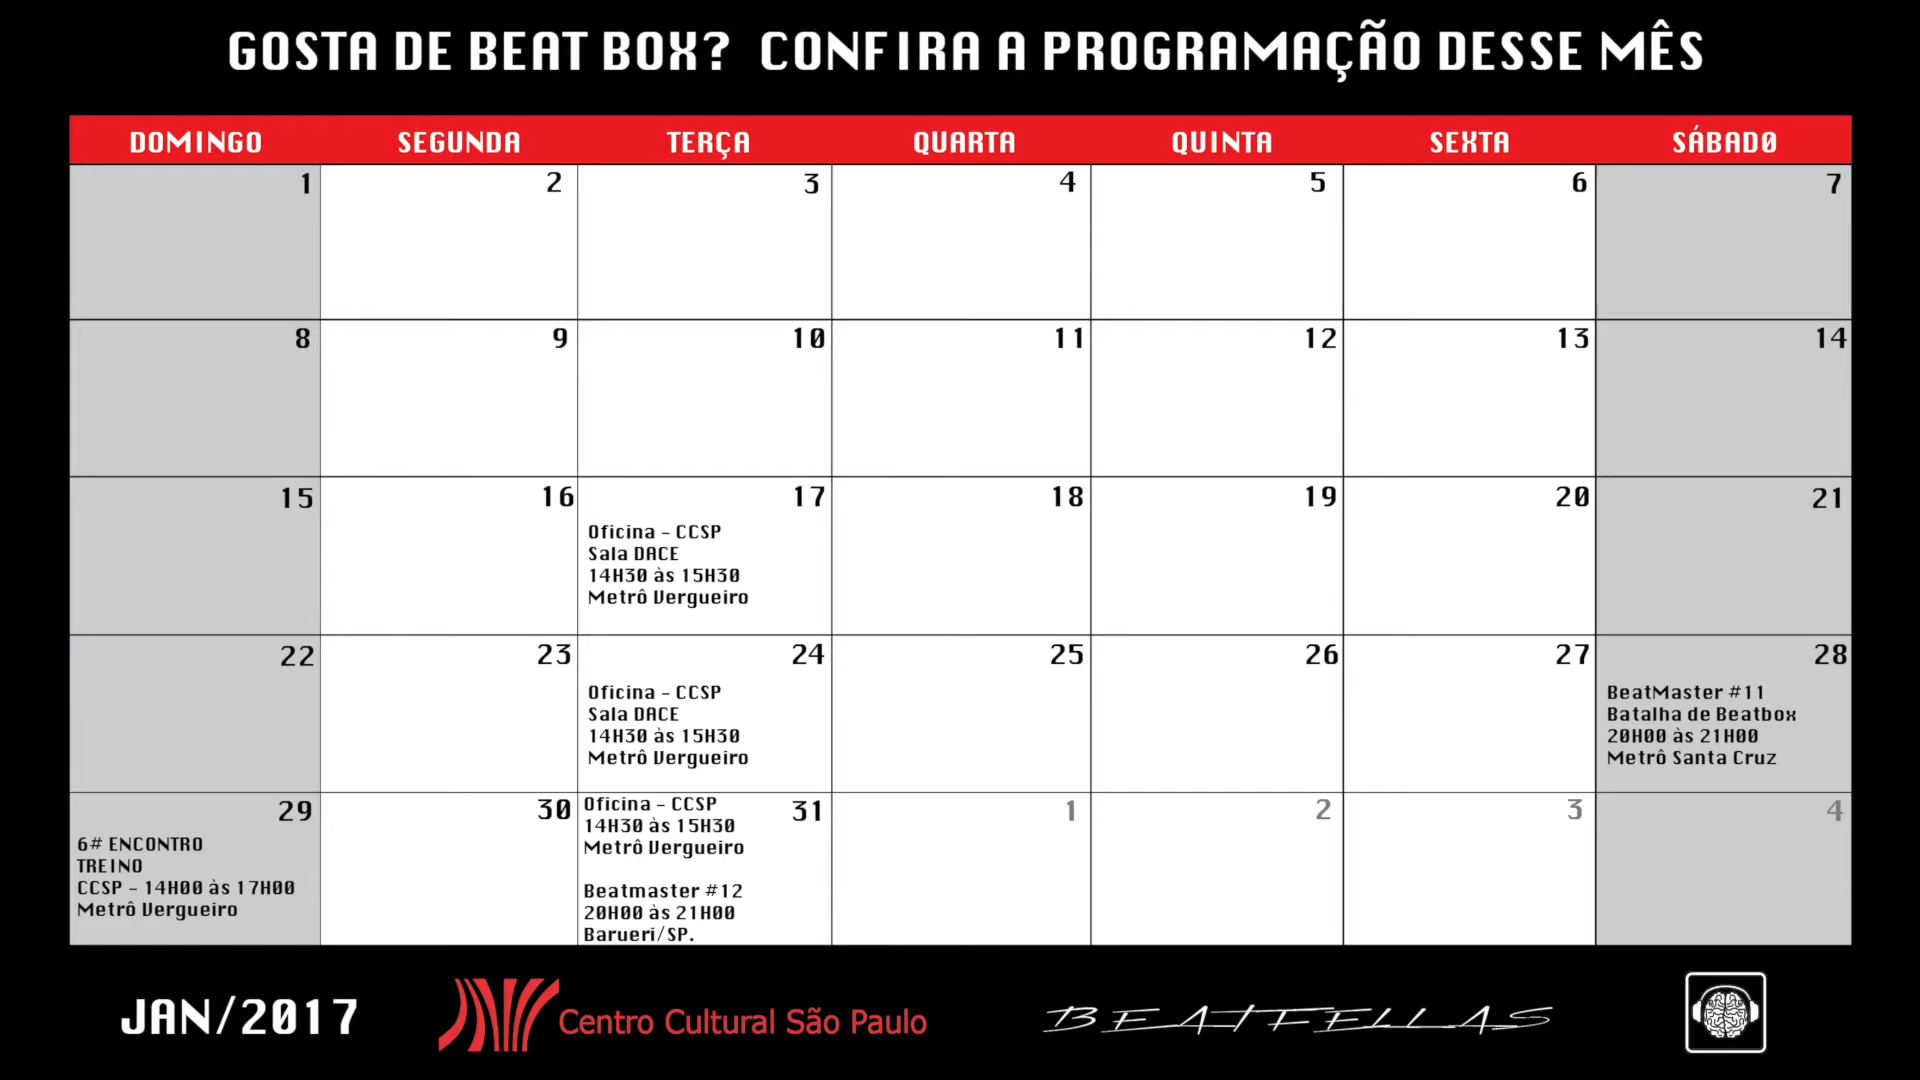 GOSTA DE BEAT BOX? CONFIRA A PROGRAMAÇÃO DESSE MÊS
DOMINGO SEGUNDA TERÇA QUARTA QUINTA SEXTA SÁBADO
1 2 3 4 5 6 7
8 9 10 11 12 13 14
15 16 17 18 19 20 21
Oficina - CCSP
Sala DACE
14H30 às 15H30
Metrô Vergueiro
22 23 24 25 26 27 28
Oficina - CCSP
Sala DACE
14H30 às 15H30
Metrô Vergueiro
BeatMaster #11
Batalha de Beatbox
20H00 às 21H00
Metrô Santa Cruz
29 30 31 1 2 3 4
6# ENCONTRO
TREINO
CCSP - 14H00 às 17H00
Metrô Vergueiro
Oficina - CCSP
14H30 às 15H30
Metrô Vergueiro
Beatmaster #12
20H00 às 21H00
Barueri/SP.
JAN/2017
Centro Cultural São Paulo
BEATFELLAS